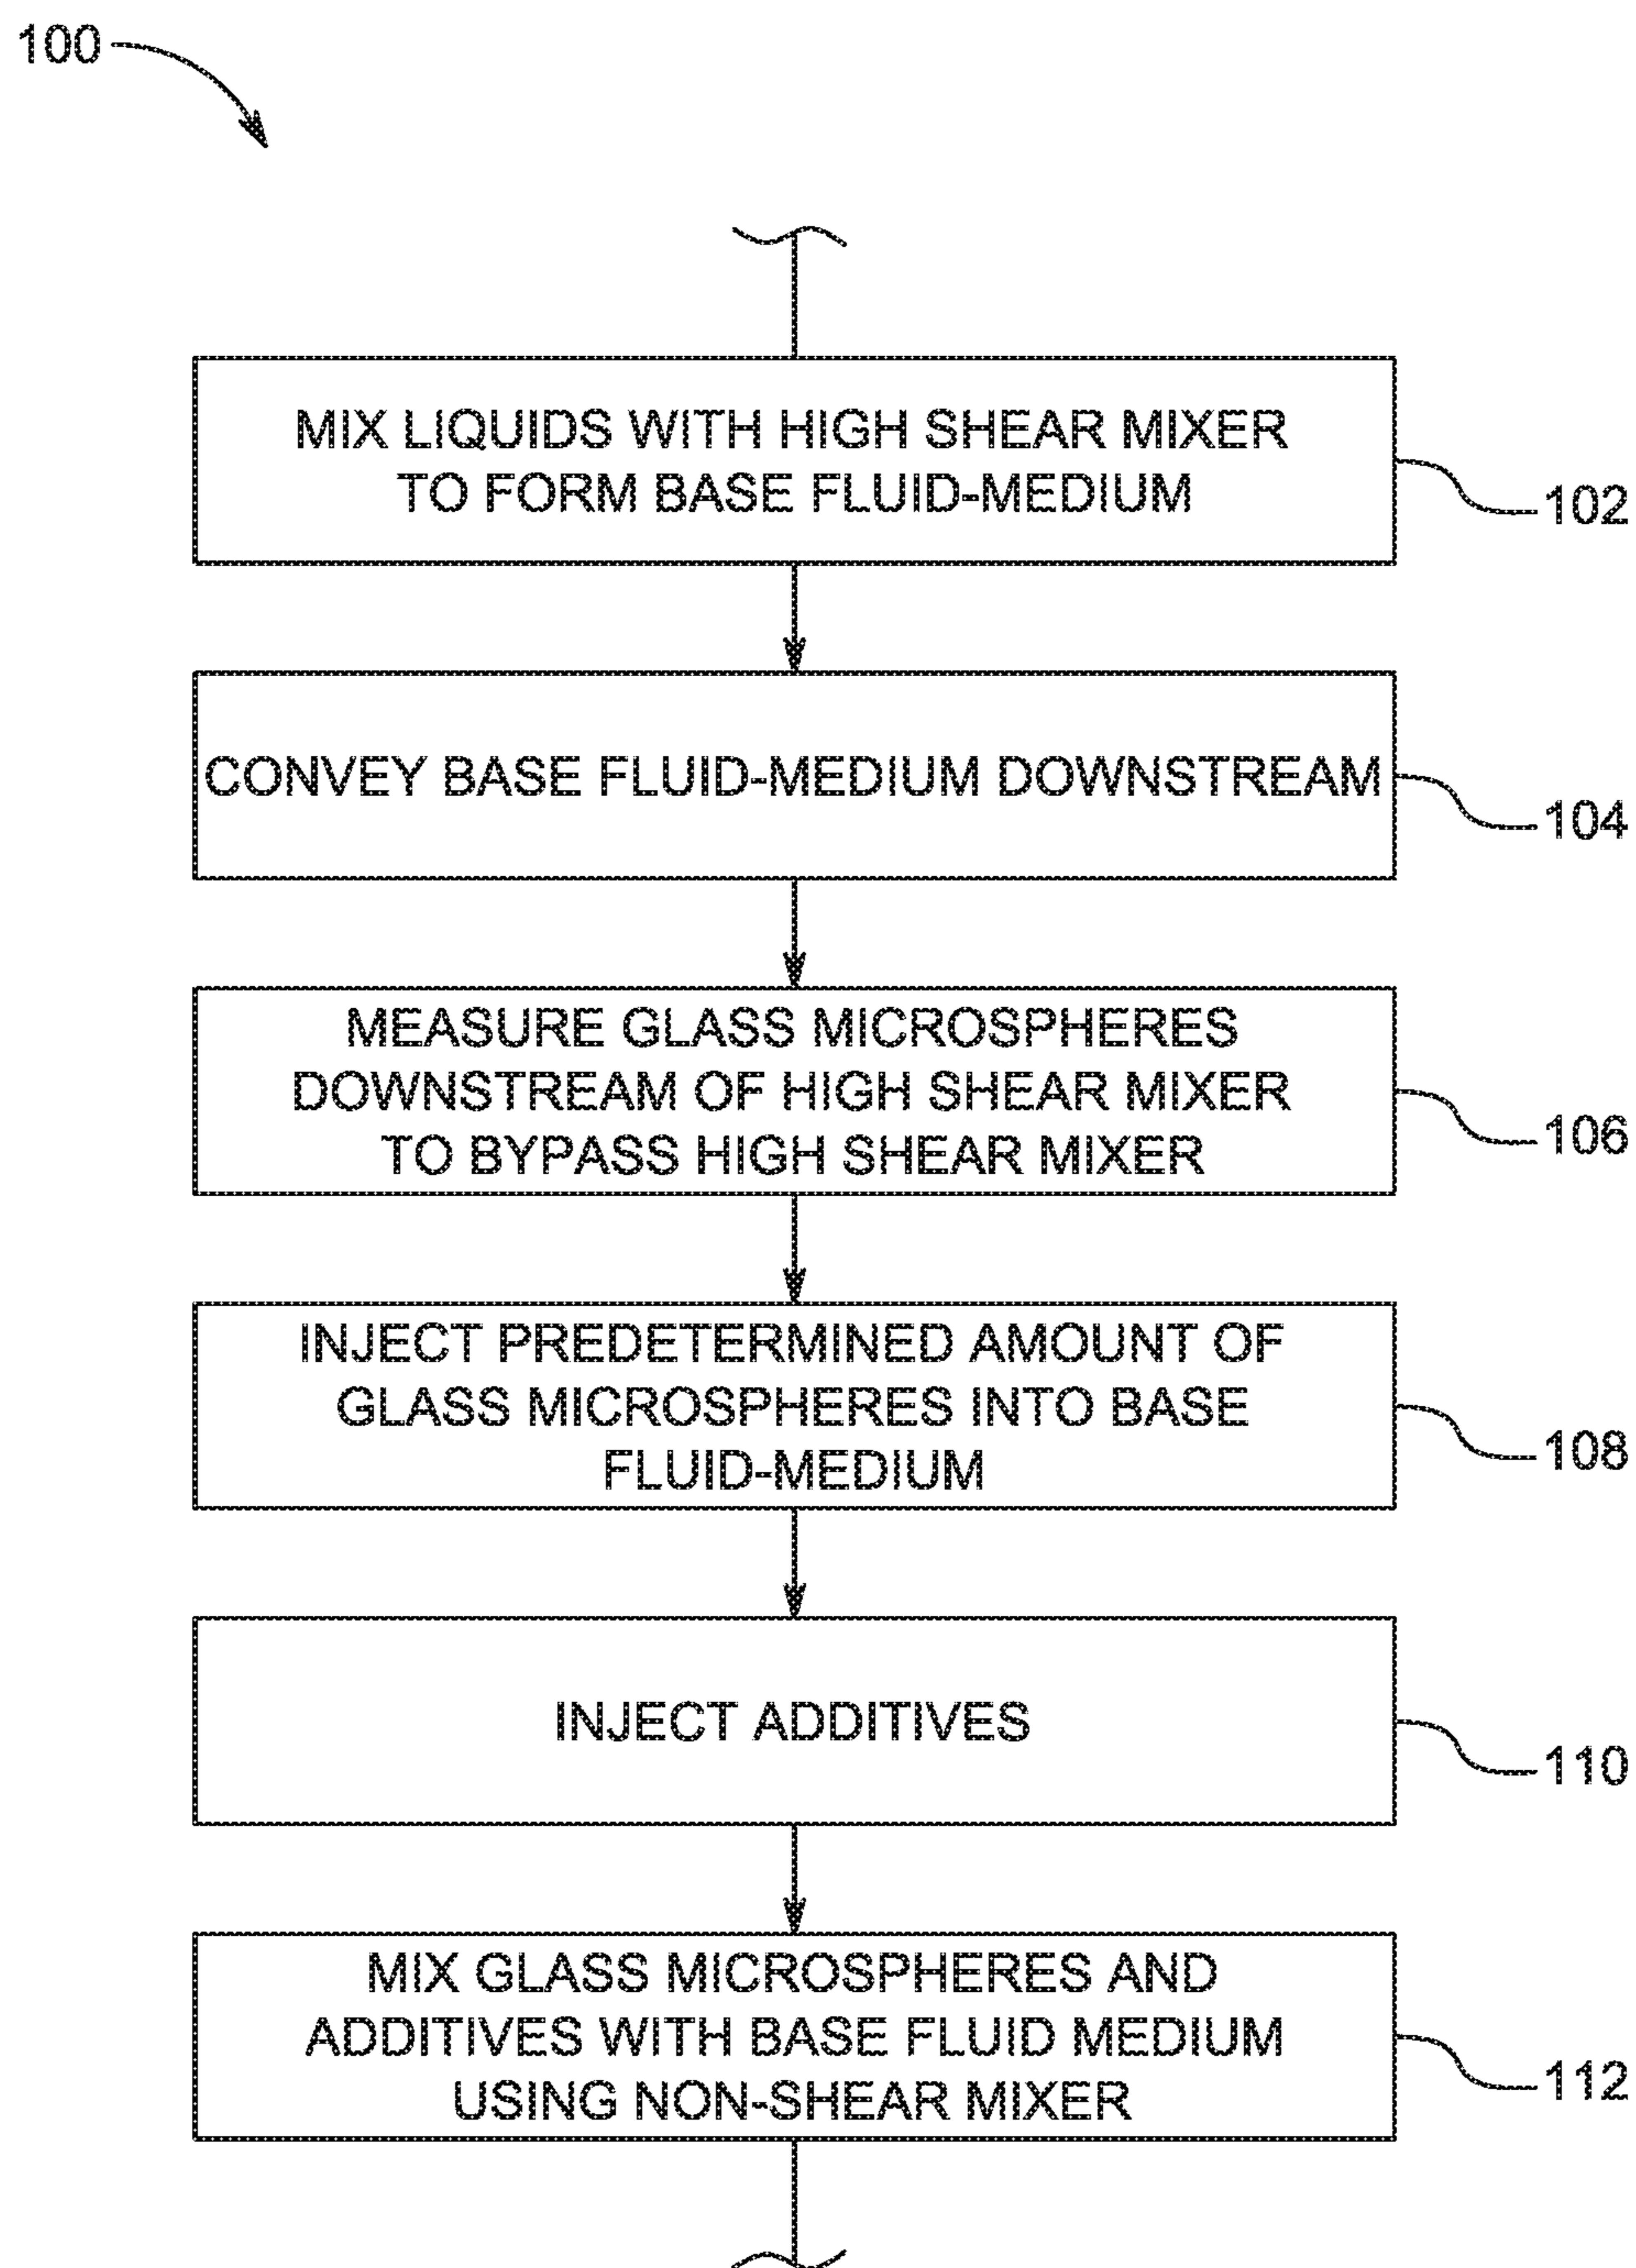 100
MIX LIQUIDS WITH HIGH SHEAR MIXER
TO FORM BASE FLUID-MEDIUM
102
CONVEY BASE FLUID-MEDIUM DOWNSTREAM
104
MEASURE GLASS MICROSPHERES
DOWNSTREAM OF HIGH SHEAR MIXER
TO BYPASS HIGH SHEAR MIXER
106
INJECT PREDETERMINED AMOUNT OF
GLASS MICROSPHERES INTO BASE
FLUID-MEDIUM
108
INJECT ADDITIVES
110
MIX GLASS MICROSPHERES AND
ADDITIVES WITH BASE FLUID MEDIUM
USING NON-SHEAR MIXER
112